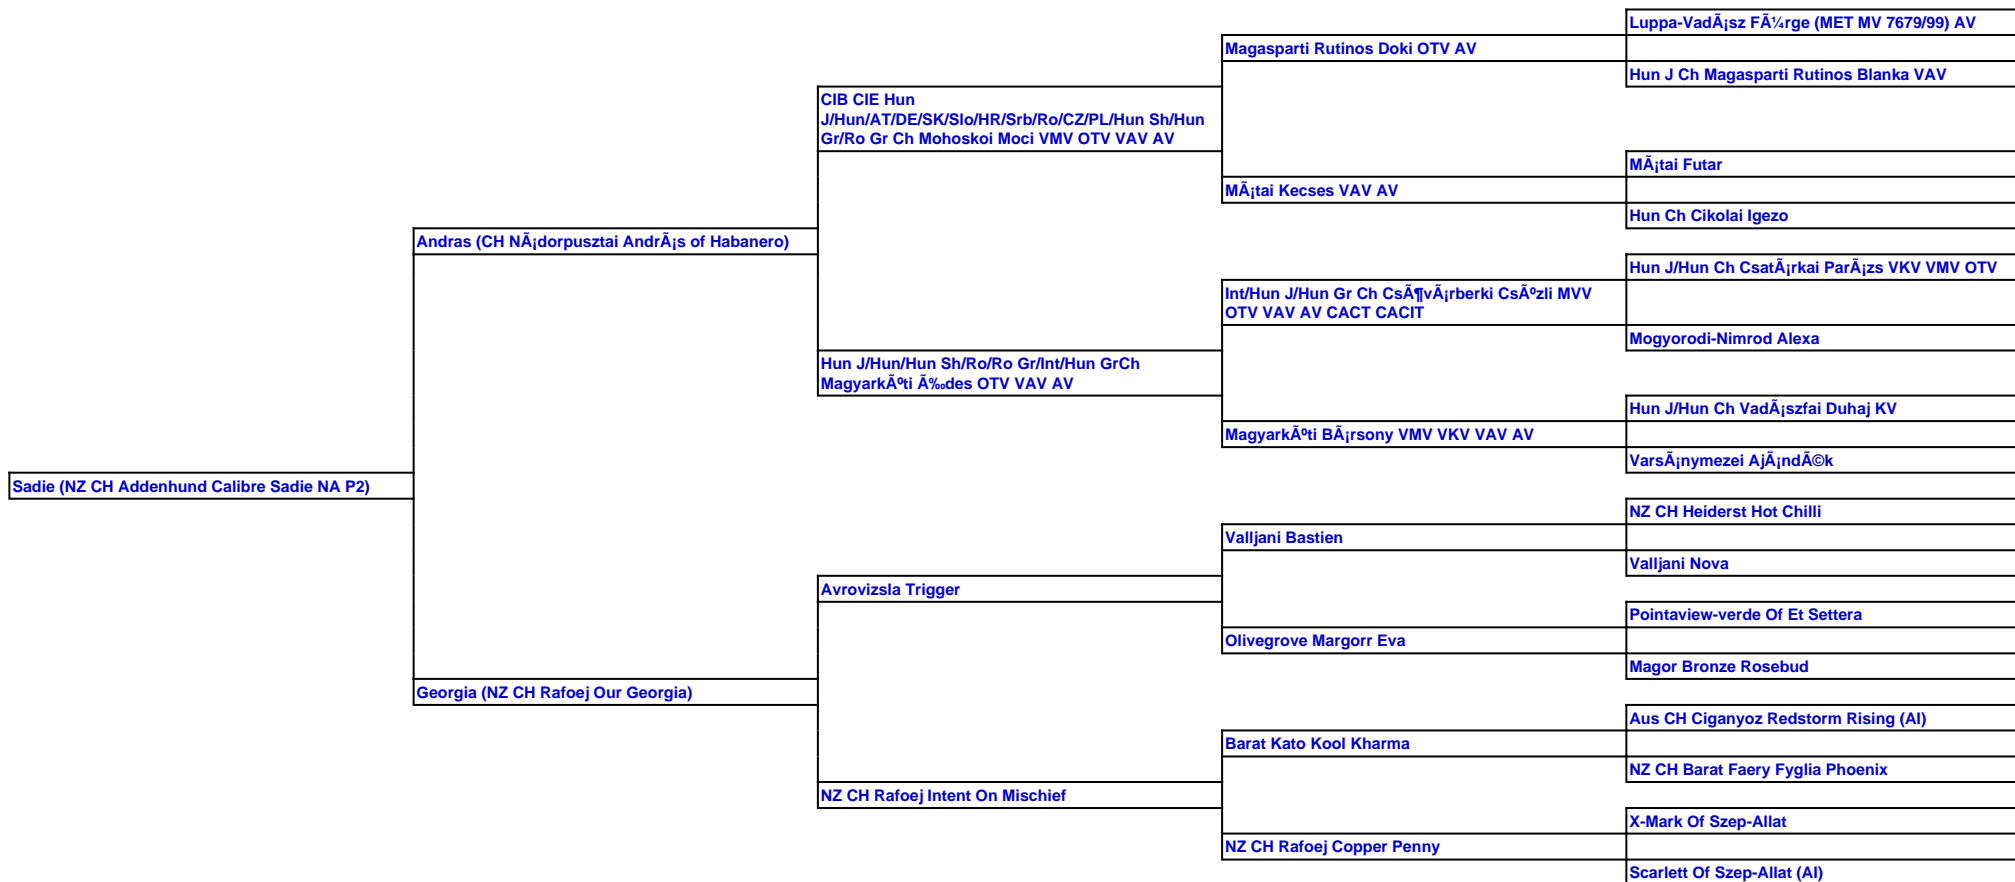 Luppa-VadÃ¡sz FÃ¼rge (MET MV 7679/99) AV
Magasparti Rutinos Doki OTV AV
Hun J Ch Magasparti Rutinos Blanka VAV
CIB CIE Hun
J/Hun/AT/DE/SK/Slo/HR/Srb/Ro/CZ/PL/Hun Sh/Hun
Gr/Ro Gr Ch Mohoskoi Moci VMV OTV VAV AV
MÃ¡tai Futar
MÃ¡tai Kecses VAV AV
Hun Ch Cikolai Igezo
Andras (CH NÃ¡dorpusztai AndrÃ¡s of Habanero)
Hun J/Hun Ch CsatÃ¡rkai ParÃ¡zs VKV VMV OTV
Int/Hun J/Hun Gr Ch CsÃ¶vÃ¡rberki CsÃºzli MVV
OTV VAV AV CACT CACIT
Mogyorodi-Nimrod Alexa
Hun J/Hun/Hun Sh/Ro/Ro Gr/Int/Hun GrCh
MagyarkÃºti Ã‰des OTV VAV AV
Hun J/Hun Ch VadÃ¡szfai Duhaj KV
MagyarkÃºti BÃ¡rsony VMV VKV VAV AV
VarsÃ¡nymezei AjÃ¡ndÃ©k
Sadie (NZ CH Addenhund Calibre Sadie NA P2)
NZ CH Heiderst Hot Chilli
Valljani Bastien
Valljani Nova
Avrovizsla Trigger
Pointaview-verde Of Et Settera
Olivegrove Margorr Eva
Magor Bronze Rosebud
Georgia (NZ CH Rafoej Our Georgia)
Aus CH Ciganyoz Redstorm Rising (AI)
Barat Kato Kool Kharma
NZ CH Barat Faery Fyglia Phoenix
NZ CH Rafoej Intent On Mischief
X-Mark Of Szep-Allat
NZ CH Rafoej Copper Penny
Scarlett Of Szep-Allat (AI)